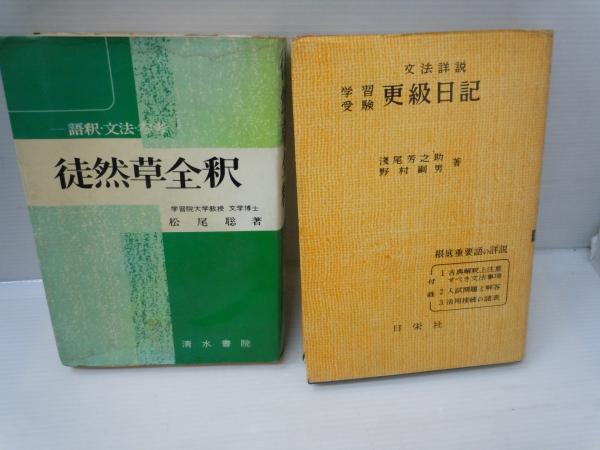 語釈・文法・
徒然草全釈
学習院大学教授 文学博士
松尾聡著
清水書院
文法詳説
学習
受験
更級日記
淺尾芳之助
野村嗣男
著
根底重要語の詳説
付
録
1 古典解釈上注意
すべき文法事項
2 入試問題と解答
3 活用接続の諸表
日栄社